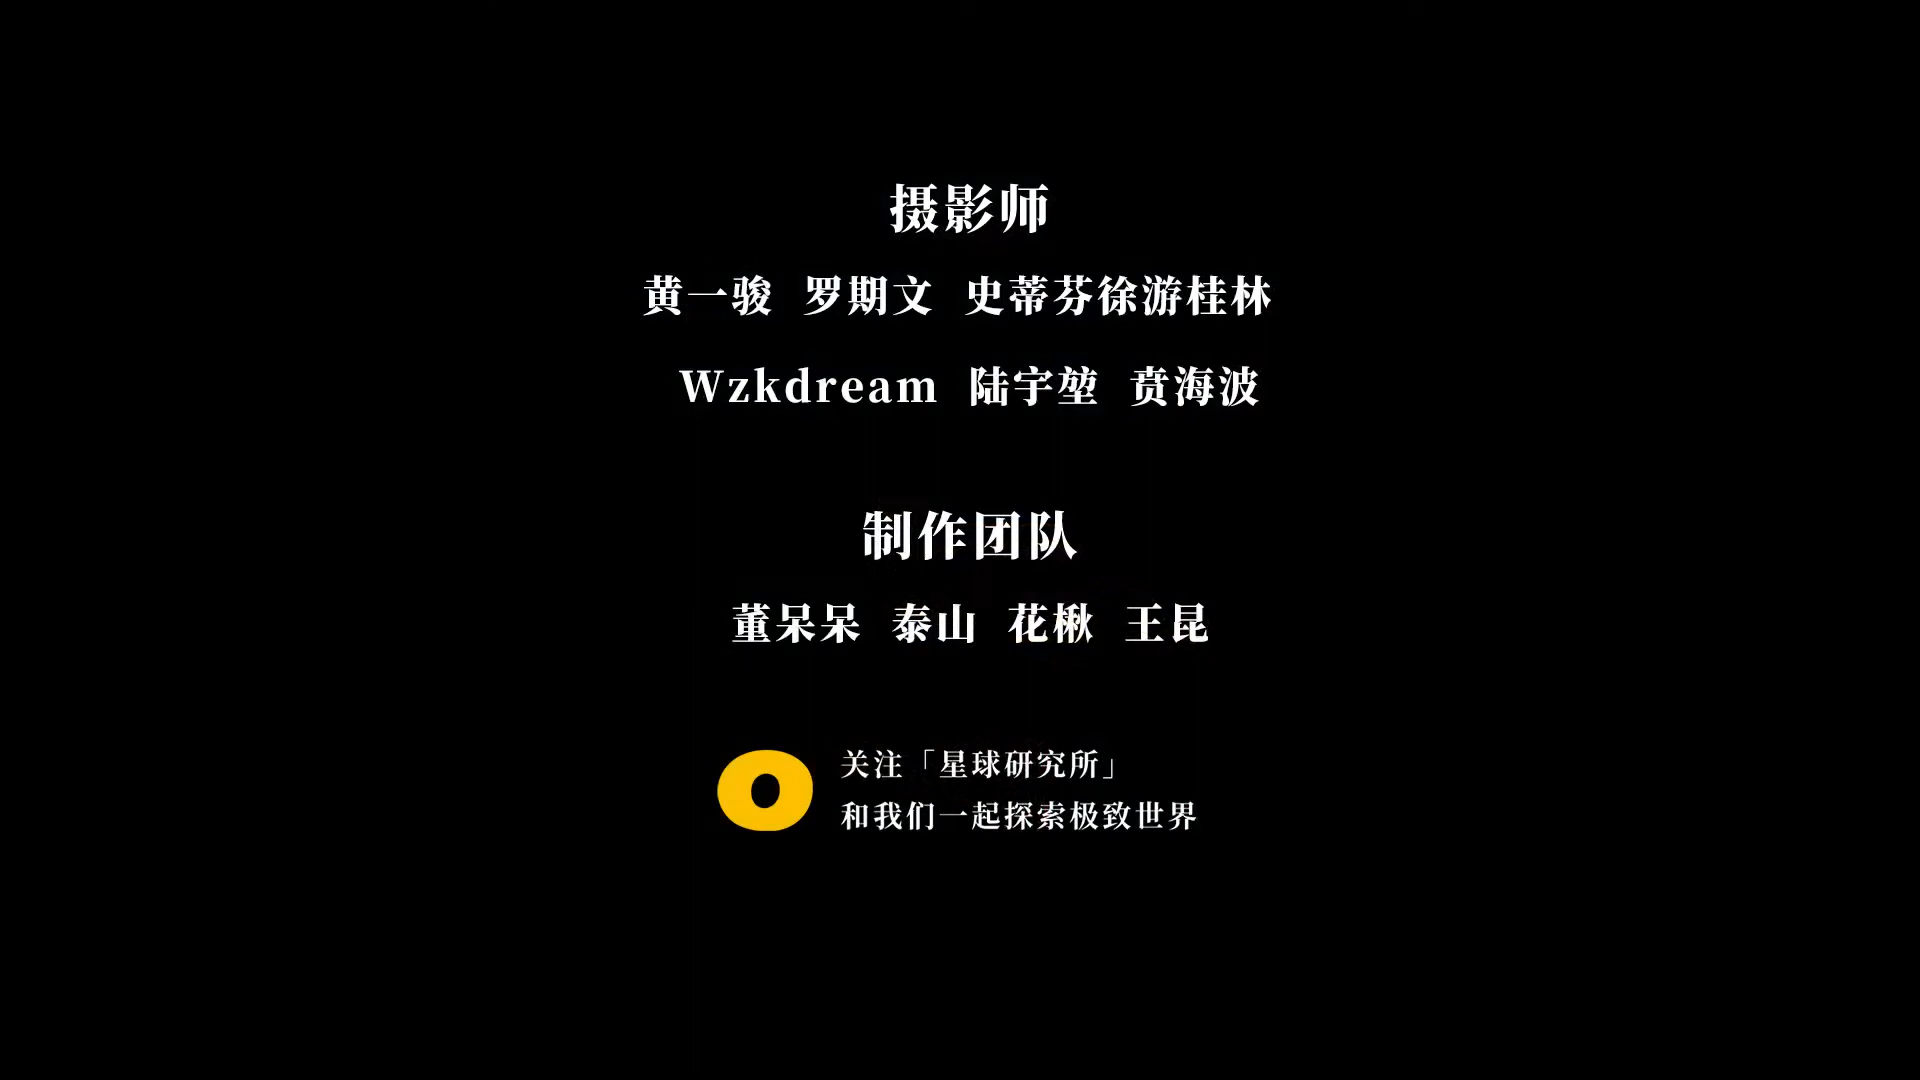 摄影师
黄一骏 罗期文 史蒂芬徐游桂林
Wzkdream 陆宇堃 贲海波
制作团队
董呆呆 泰山 花楸 王昆
关注「星球研究所」
和我们一起探索极致世界